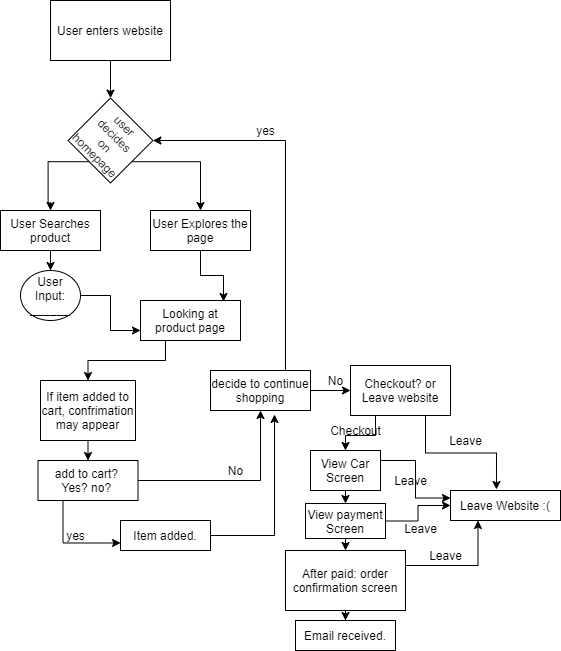 User enters website
user
decides
on
homepage
yes
User Searches
product
User Explores the
page
User
Input:
_______
Looking at
product page
If item added to
cart, confrimation
may appear
decide to continue
shopping
No
Checkout? or
Leave website
Checkout
Leave
add to cart?
Yes? no?
No
View Car
Screen
Leave
Leave Website :(
yes
Item added.
View payment
Screen
Leave
After paid: order
confirmation screen
Leave
Email received.